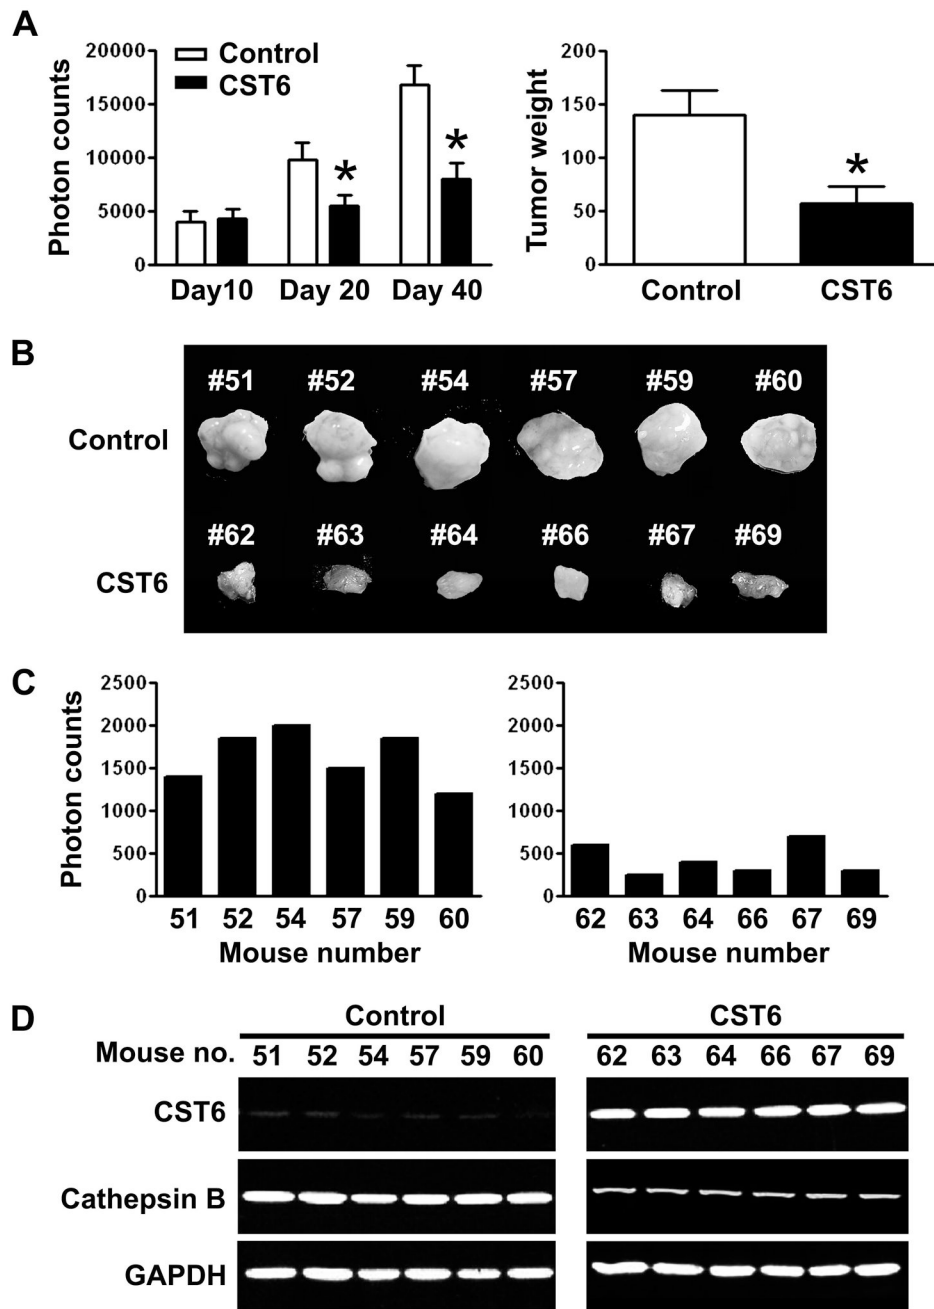 A
Photon counts
20000
15000
10000
5000
0
Control
CST6
*
*
Day10 Day 20 Day 40
Tumor weight
200
150
100
50
0
*
Control CST6
B
#51 #52 #54 #57 #59 #60
Control
#62 #63 #64 #66 #67 #69
CST6
C
Photon counts
2500
2000
1500
1000
500
0
51 52 54 57 59 60
Mouse number
2500
2000
1500
1000
500
0
62 63 64 66 67 69
Mouse number
D
Control CST6
Mouse no. 51 52 54 57 59 60 62 63 64 66 67 69
CST6
Cathepsin B
GAPDH